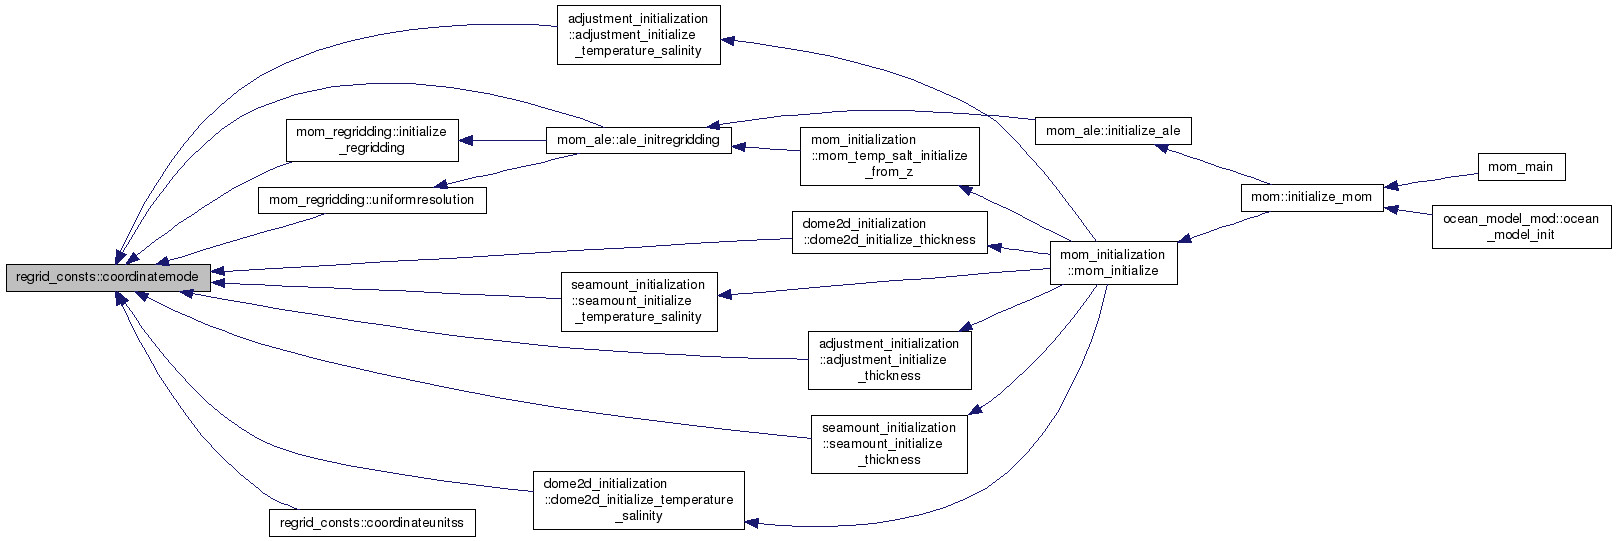 adjustment_initialization
::adjustment_initialize
_temperature_salinity
mom_regridding::initialize
_regridding
mom_ale::ale_initregridding
mom_initialization
::mom_temp_salt_initialize
_from_z
mom_ale::initialize_ale
mom_main
mom_regridding::uniformresolution
mom::initialize_mom
ocean_model_mod::ocean
_model_init
dome2d_initialization
::dome2d_initialize_thickness
mom_initialization
::mom_initialize
regrid_consts::coordinatemode
seamount_initialization
::seamount_initialize
_temperature_salinity
adjustment_initialization
::adjustment_initialize
_thickness
seamount_initialization
::seamount_initialize
_thickness
dome2d_initialization
::dome2d_initialize_temperature
_salinity
regrid_consts::coordinateunitss